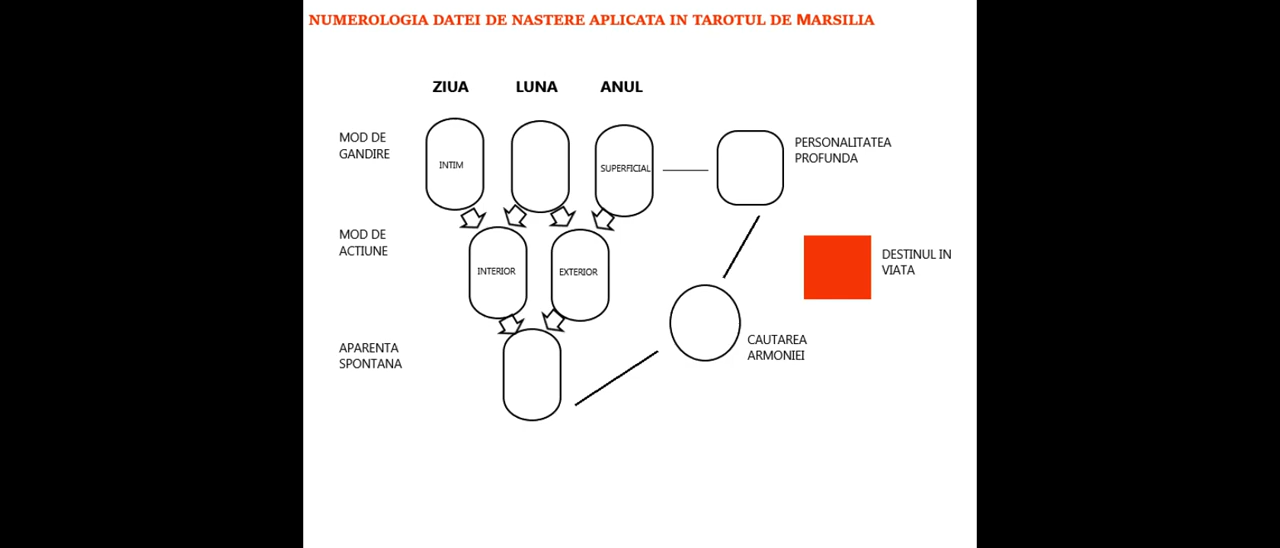 NUMEROLOGIA DATEI DE NASTERE APLICATA IN TAROTUL DE MARSILIA
ZIUA LUNA ANUL
MOD DE
GANDIRE
INTIM
SUPERFICIAL
PERSONALITATEA
PROFUNDA
MOD DE
ACTIUNE
INTERIOR
EXTERIOR
DESTINUL IN
VIATA
APARENTA
SPONTANA
CAUTAREA
ARMONIEI